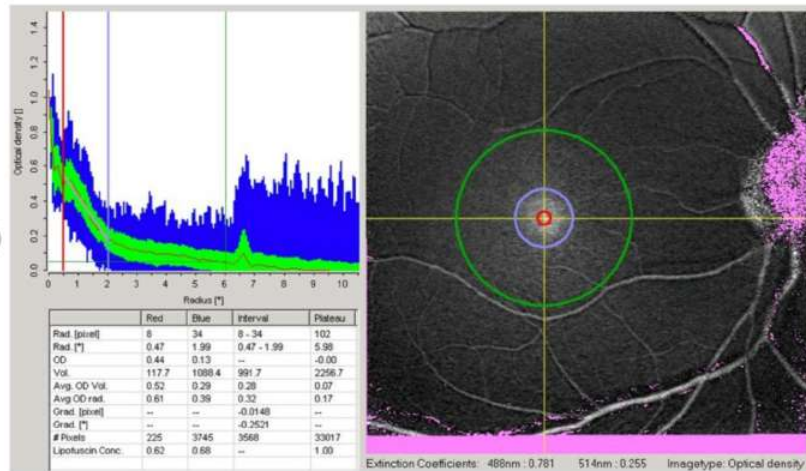 Optical density []
0.0 0.2 0.4 0.6 0.8 1.0 1.2 1.4
0 1 2 3 4 5 6 7 8 9 10
Radius [°]
Red Blue Interval Plateau
Rad. [pixel] 8 34 8 - 34 102
Rad. [°] 0.47 1.99 0.47 - 1.99 5.98
OD 0.44 0.13 -- -0.00
Vol. 117.7 1088.4 991.7 2256.7
Avg. OD Vol. 0.52 0.29 0.28 0.07
Avg OD rad. 0.61 0.39 0.32 0.17
Grad. [pixel] -- -- -0.0148
Grad. [°] -- -- -0.2521
# Pixels 225 3745 3568 33017
Lipofuscin Conc. 0.62 0.68 -- 1.00
Extinction Coefficients: 488nm : 0.781 514nm : 0.255 Imagetype: Optical density